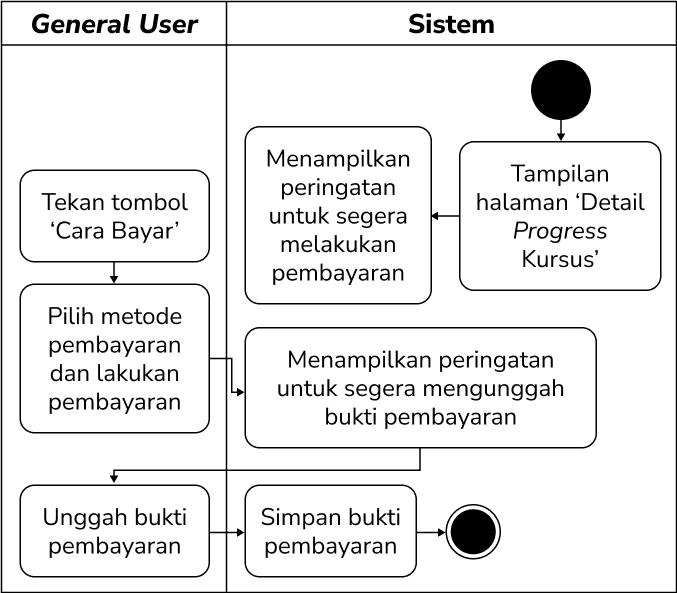 General User
Sistem
Tampilan
halaman ‘Detail
Progress
Kursus’
Menampilkan
peringatan
untuk segera
melakukan
pembayaran
Tekan tombol
‘Cara Bayar’
Pilih metode
pembayaran
dan lakukan
pembayaran
Menampilkan peringatan
untuk segera mengunggah
bukti pembayaran
Unggah bukti
pembayaran
Simpan bukti
pembayaran